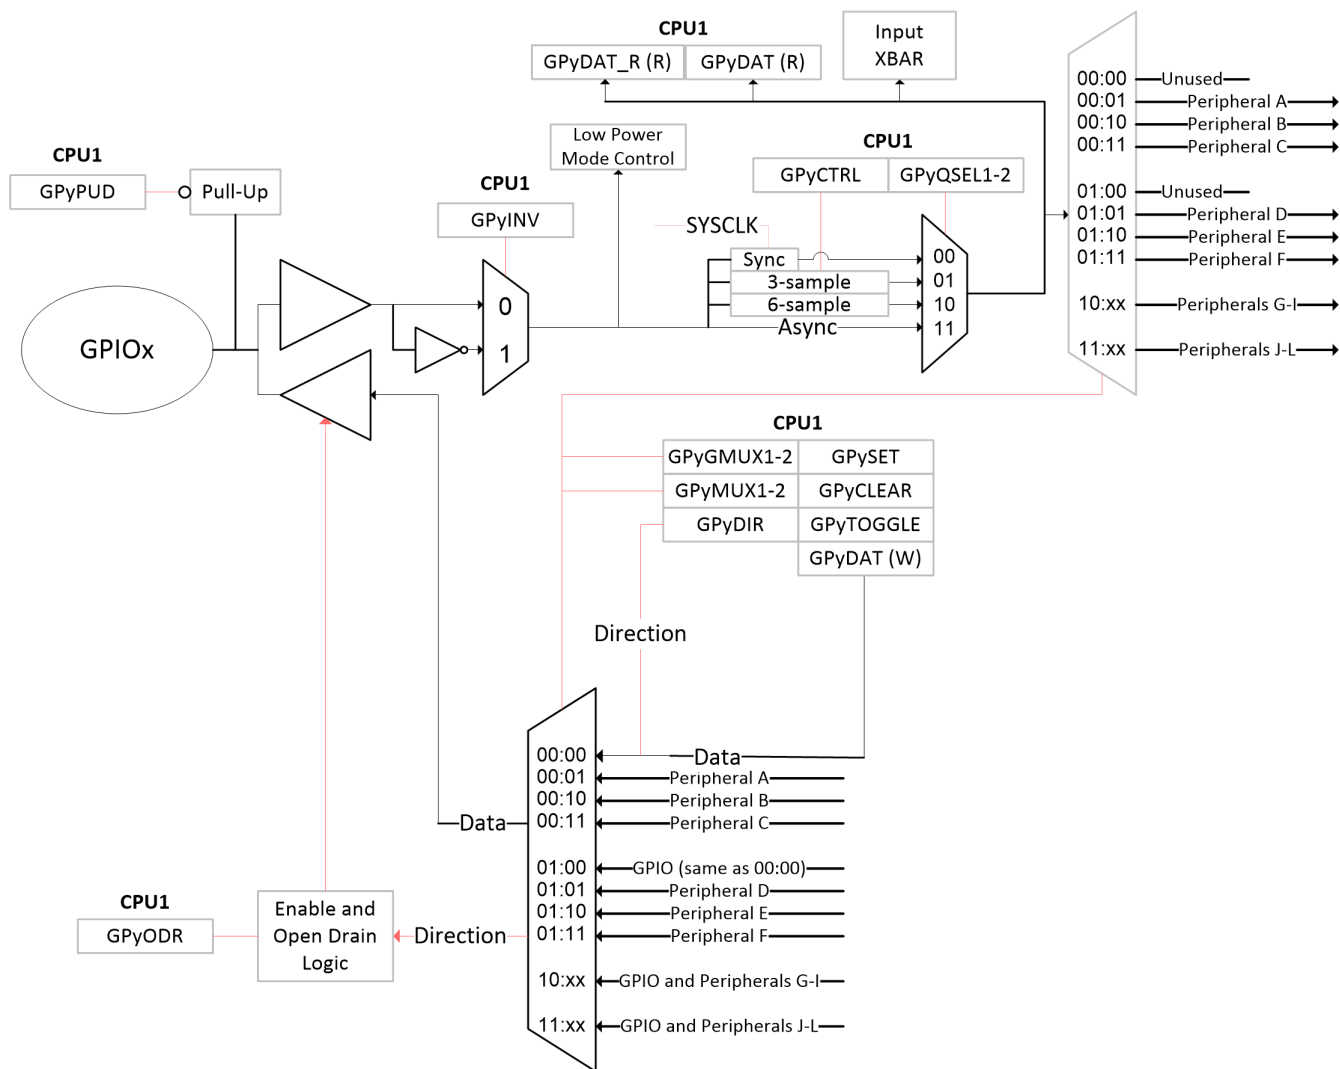 CPU1
GPyDAT_R (R)
GPyDAT (R)
Input
XBAR
00:00
Unused
00:01
Peripheral A
00:10
Peripheral B
00:11
Peripheral C
01:00
Unused
01:01
Peripheral D
01:10
Peripheral E
01:11
Peripheral F
10:xx
Peripherals G-I
11:xx
Peripherals J-L
Low Power
Mode Control
CPU1
GPyCTRL
GPyQSEL1-2
CPU1
GPyPUD
Pull-Up
CPU1
GPyINV
SYSCLK
Sync
3-sample
6-sample
Async
00
01
10
11
0
1
GPIOx
CPU1
GPyGMUX1-2
GPySET
GPyMUX1-2
GPyCLEAR
GPyDIR
GPyTOGGLE
GPyDAT (W)
Direction
00:00
Data
00:01
Peripheral A
00:10
Peripheral B
00:11
Peripheral C
Data
01:00
GPIO (same as 00:00)
01:01
Peripheral D
01:10
Peripheral E
01:11
Peripheral F
10:xx
GPIO and Peripherals G-I
11:xx
GPIO and Peripherals J-L
CPU1
GPyODR
Enable and
Open Drain
Logic
Direction